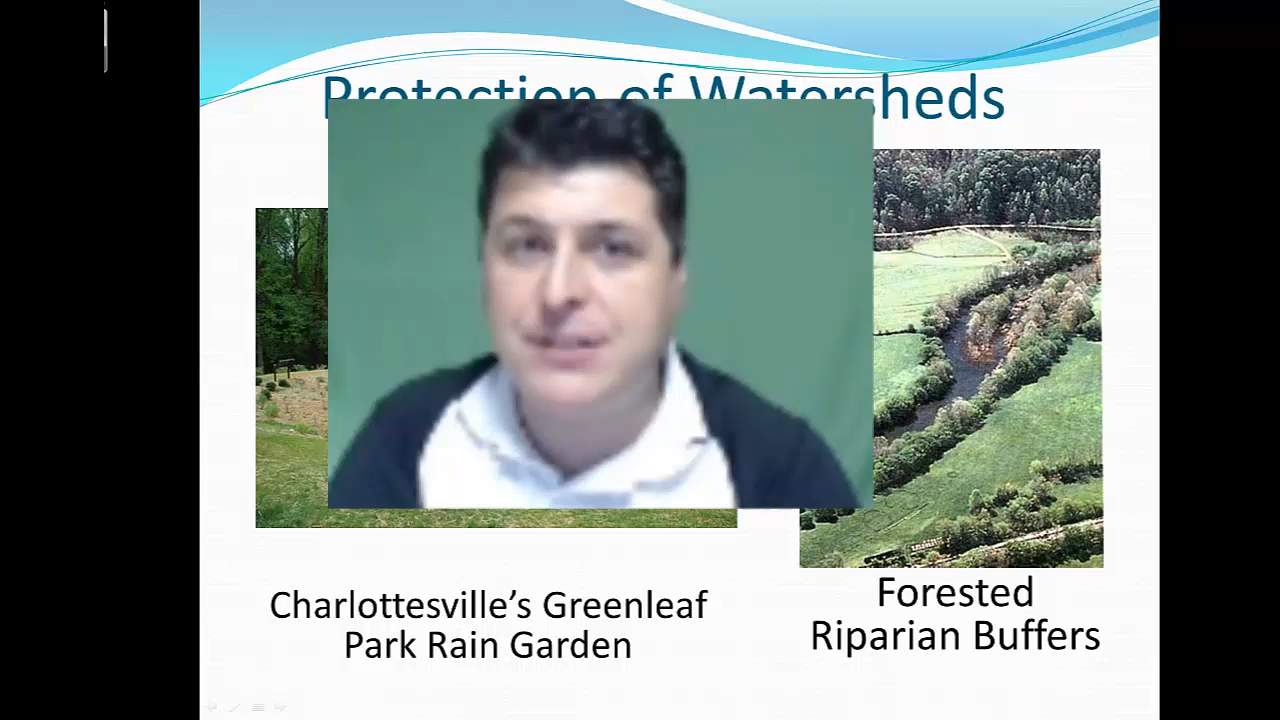 Protection of Watersheds
Charlottesville’s Greenleaf
Park Rain Garden
Forested
Riparian Buffers